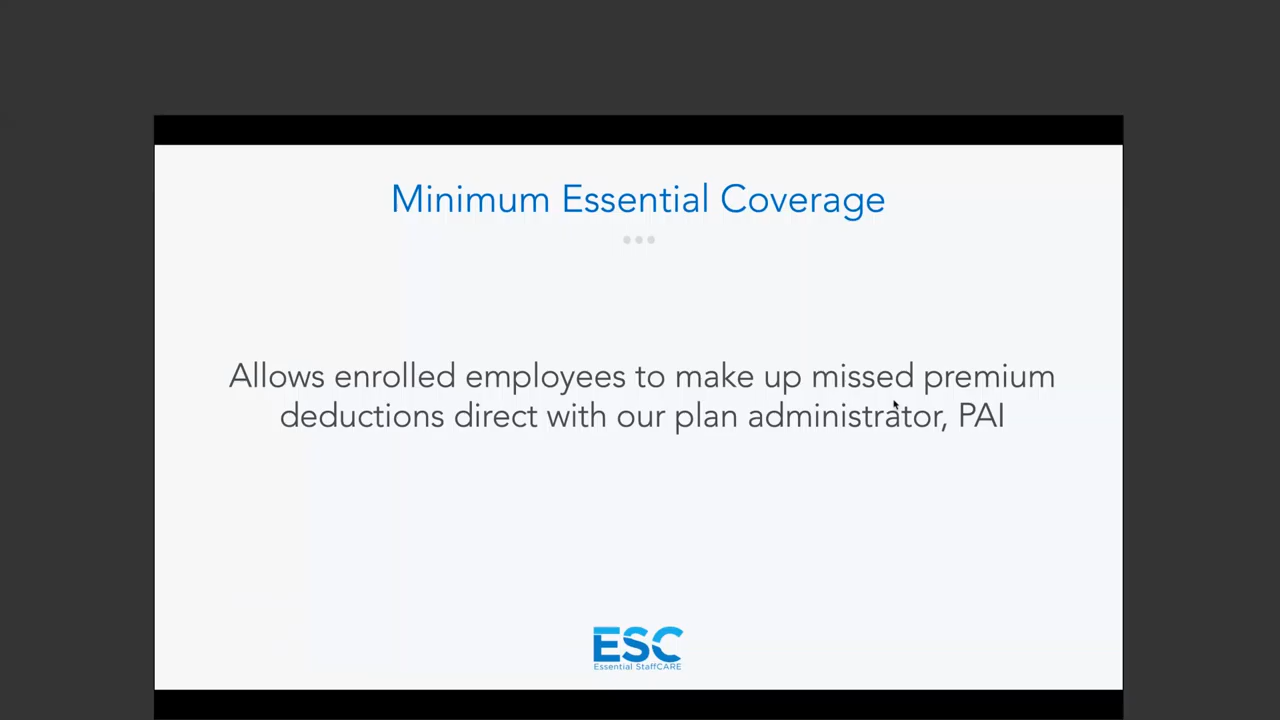 Minimum Essential Coverage
Allows enrolled employees to make up missed premium
deductions direct with our plan administrator, PAI
ESC
Essential StaffCARE